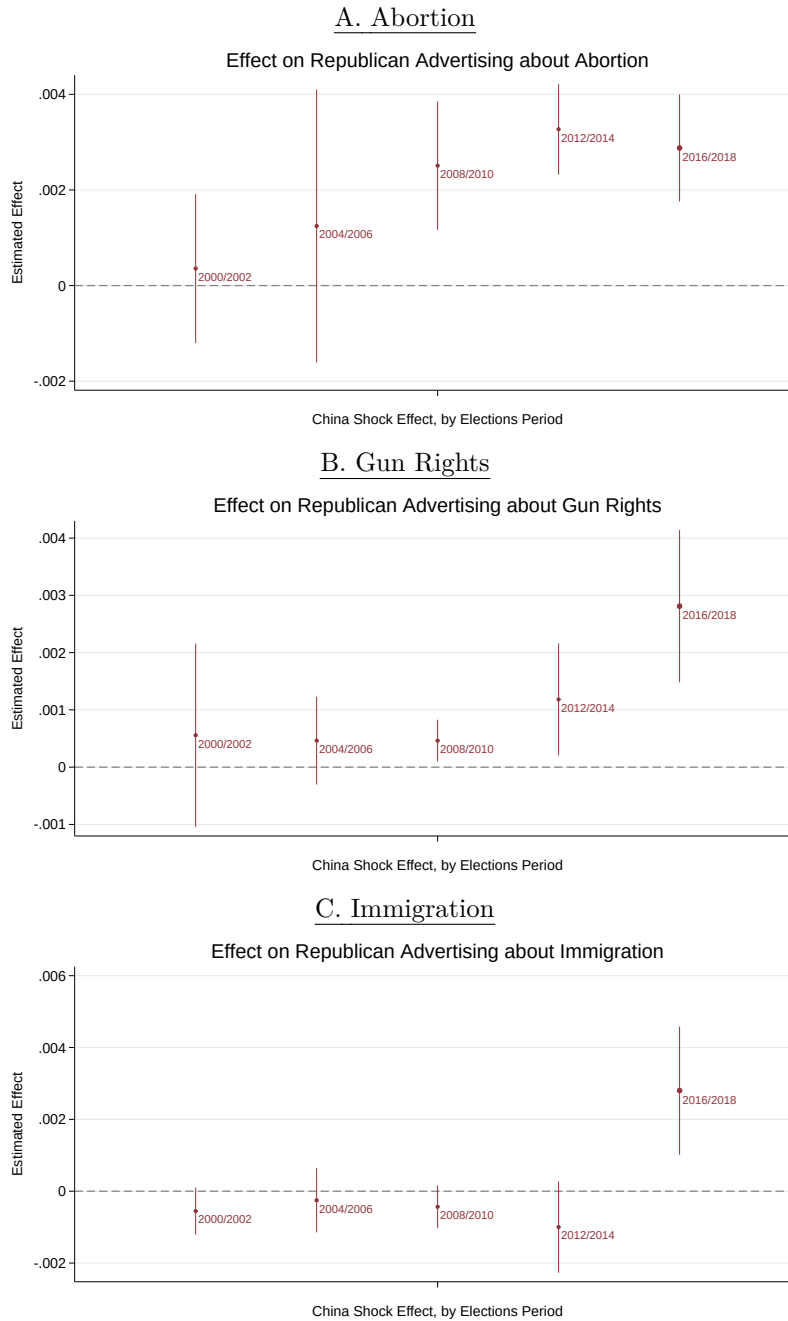 A. Abortion
Effect on Republican Advertising about Abortion
.004
2012/2014
2016/2018
2008/2010
.002
2004/2006
2000/2002
0
-.002
Estimated Effect
China Shock Effect, by Elections Period
B. Gun Rights
Effect on Republican Advertising about Gun Rights
.004
.003
2016/2018
.002
.001
2012/2014
2000/2002
2004/2006
2008/2010
0
-.001
Estimated Effect
China Shock Effect, by Elections Period
C. Immigration
Effect on Republican Advertising about Immigration
.006
.004
2016/2018
.002
0
2004/2006
2008/2010
2000/2002
2012/2014
-.002
Estimated Effect
China Shock Effect, by Elections Period